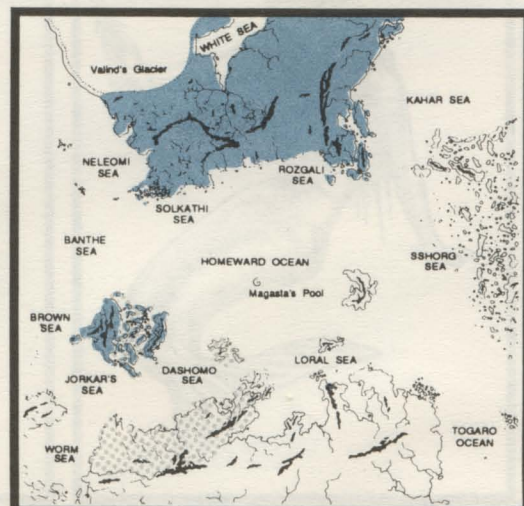 WHITE SEA
Valind's Glacier
KAHAR SEA
NELEOMI
SEA
ROZGALI
SEA
SOLKATHI
SEA
BANTHE
SEA
HOMEWARD OCEAN
SSHORG
SEA
Magasta's Pool
BROWN
SEA
LORAL SEA
DASHOMO
SEA
JORKAR'S
SEA
TOGARO
OCEAN
WORM
SEA